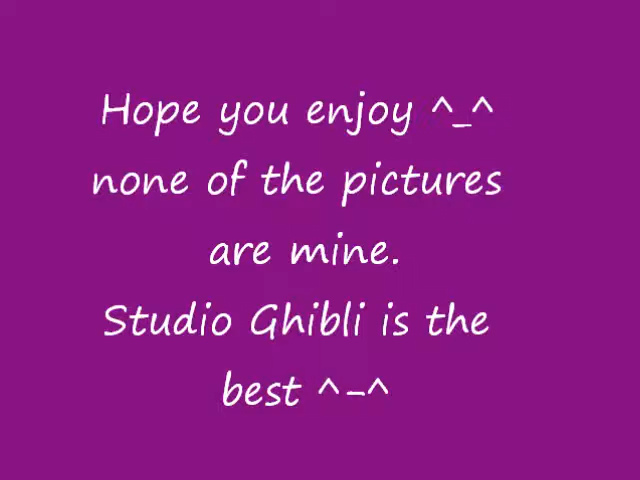 Hope you enjoy ^_^
none of the pictures
are mine.
Studio Ghibli is the
best ^-^